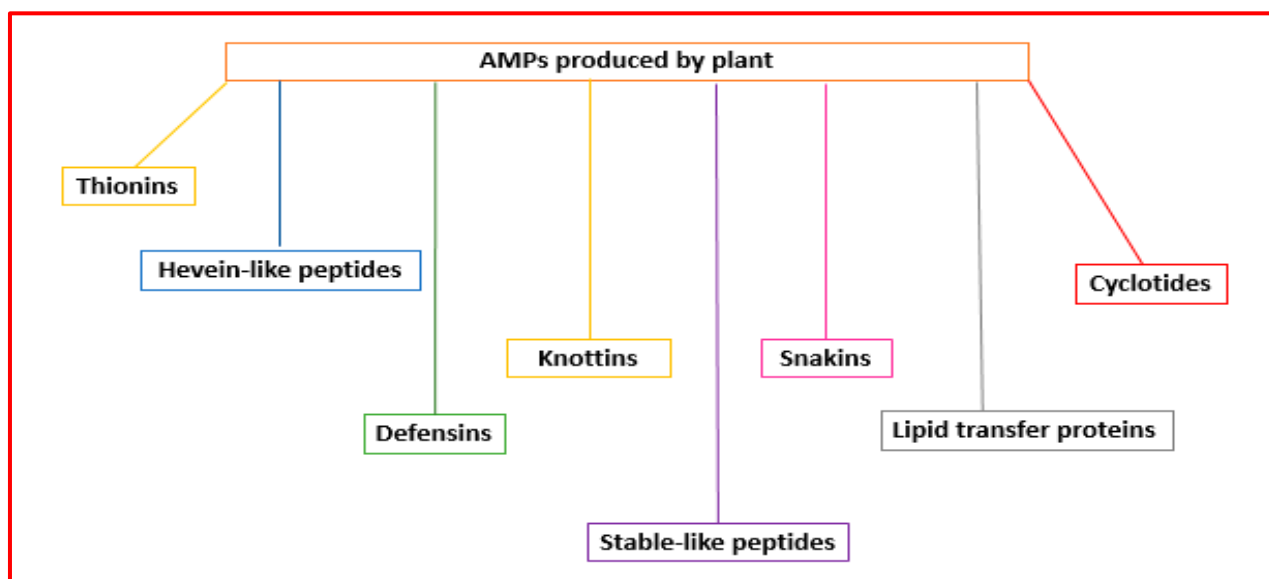 AMPs produced by plant
Thionins
Hevein-like peptides
Cyclotides
Knottins
Snakins
Defensins
Lipid transfer proteins
Stable-like peptides